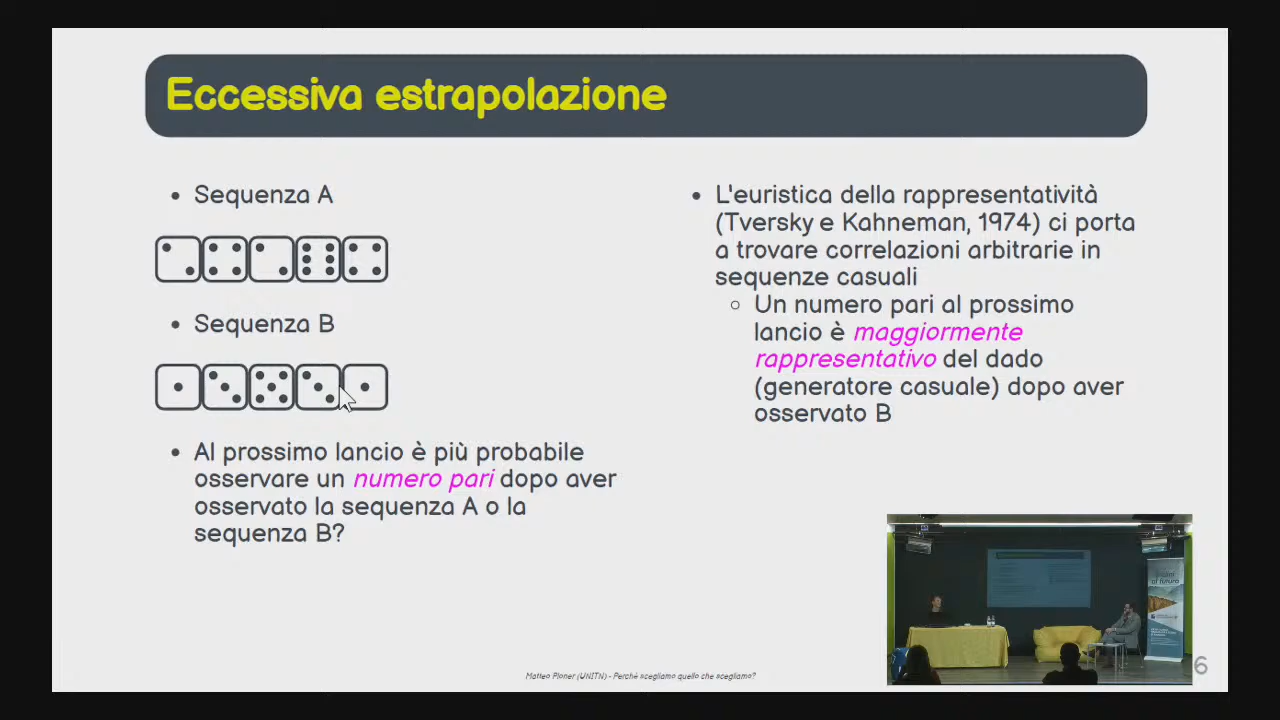 Eccessiva estrapolazione
Sequenza A
Sequenza B
Al prossimo lancio è più probabile
osservare un numero pari dopo aver
osservato la sequenza A o la
sequenza B?
L'euristica della rappresentatività
(Tversky e Kahneman, 1974) ci porta
a trovare correlazioni arbitrarie in
sequenze casuali
Un numero pari al prossimo
lancio è maggiormente
rappresentativo del dado
(generatore casuale) dopo aver
osservato B
Matteo Ploner (UNITN) - Perché scegliamo quello che scegliamo?
6
al futuro